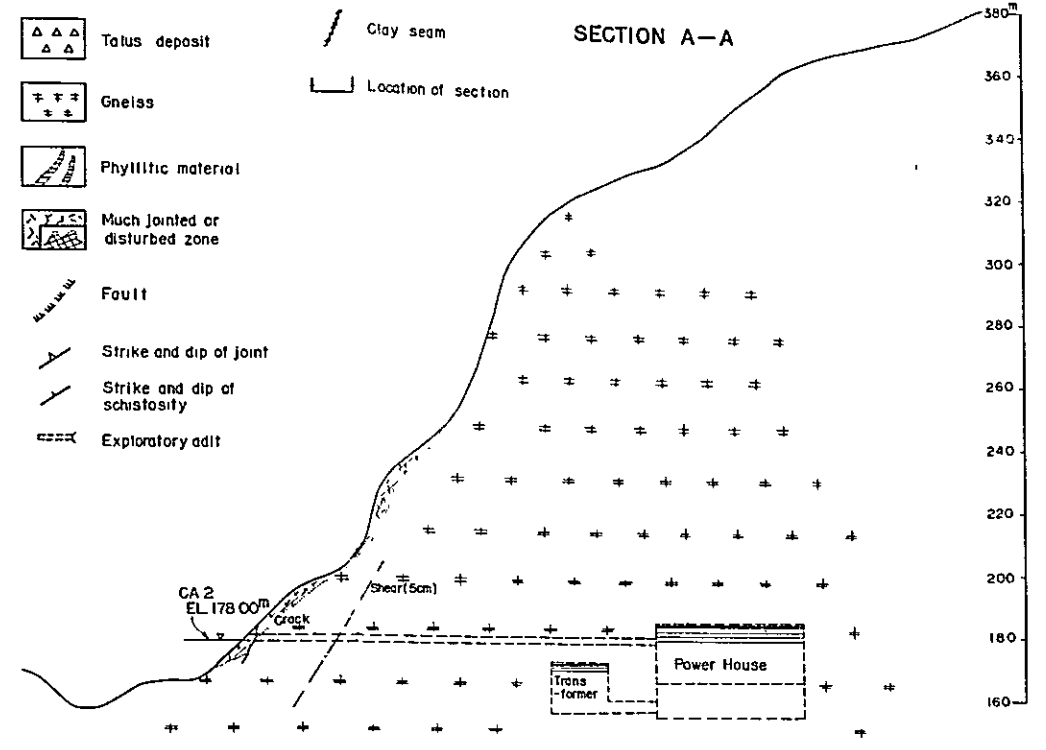 Talus deposit
Gneiss
Phyllitic material
Much jointed or
disturbed zone
Fault
Strike and dip of joint
Strike and dip of
schistosity
Exploratory adit
Clay seam
Location of section
SECTION A—A
380m
360
340
320
300
280
260
240
220
200
180
160
CA 2
EL.178.00m
Crack
Shear(5cm)
Power House
Trans
-former